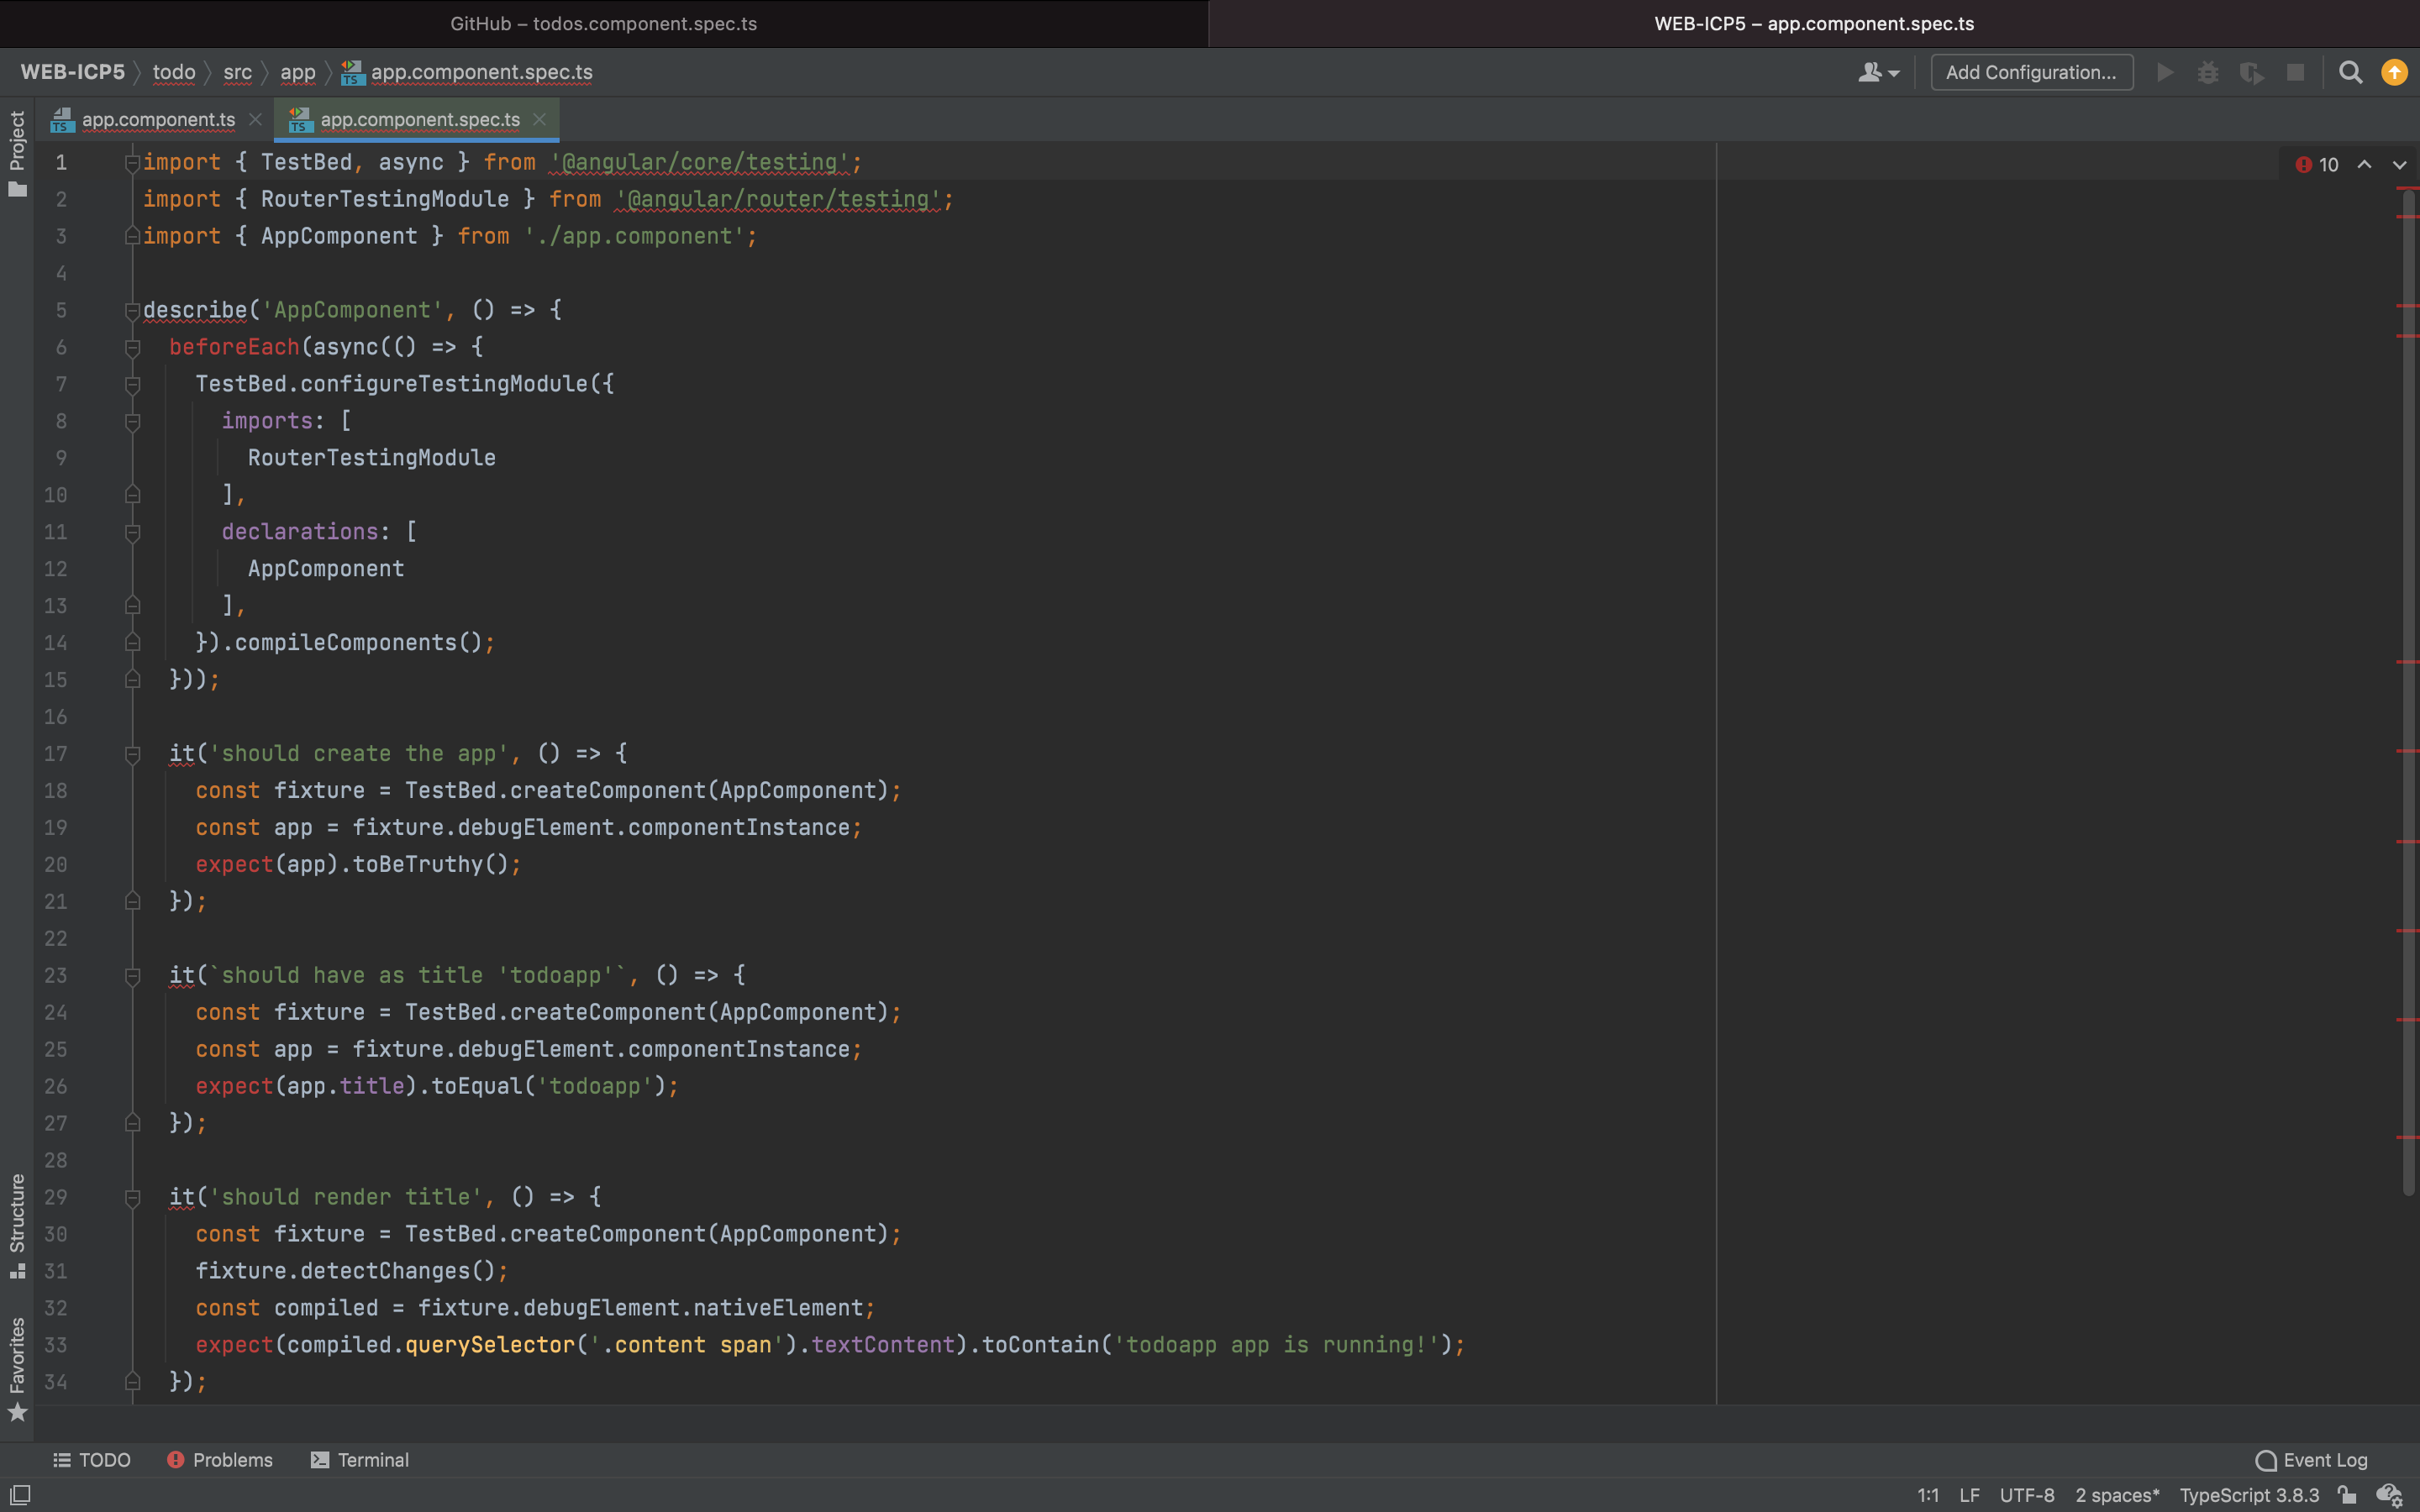 GitHub – todos.component.spec.ts
WEB-ICP5 – app.component.spec.ts
WEB-ICP5 todo src app app.component.spec.ts
Add Configuration...
app.component.ts
app.component.spec.ts
Project
Structure
Favorites
10
1 import { TestBed, async } from '@angular/core/testing';
2 import { RouterTestingModule } from '@angular/router/testing';
3 import { AppComponent } from './app.component';
4
5 describe('AppComponent', () => {
6   beforeEach(async(() => {
7     TestBed.configureTestingModule({
8       imports: [
9         RouterTestingModule
10       ],
11       declarations: [
12         AppComponent
13       ],
14     }).compileComponents();
15   }));
16
17   it('should create the app', () => {
18     const fixture = TestBed.createComponent(AppComponent);
19     const app = fixture.debugElement.componentInstance;
20     expect(app).toBeTruthy();
21   });
22
23   it(`should have as title 'todoapp'`, () => {
24     const fixture = TestBed.createComponent(AppComponent);
25     const app = fixture.debugElement.componentInstance;
26     expect(app.title).toEqual('todoapp');
27   });
28
29   it('should render title', () => {
30     const fixture = TestBed.createComponent(AppComponent);
31     fixture.detectChanges();
32     const compiled = fixture.debugElement.nativeElement;
33     expect(compiled.querySelector('.content span').textContent).toContain('todoapp app is running!');
34   });
TODO
Problems
Terminal
Event Log
1:1 LF UTF-8 2 spaces* TypeScript 3.8.3